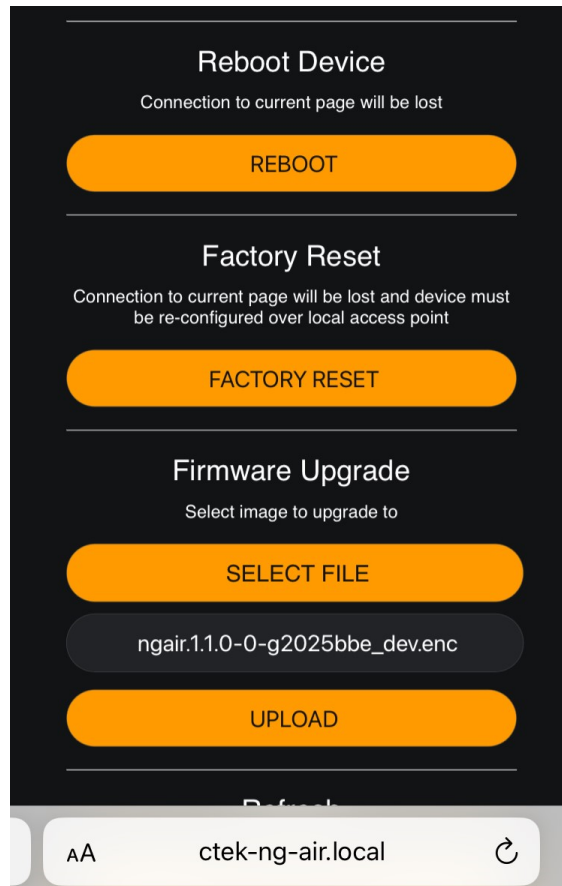 Reboot Device
Connection to current page will be lost
REBOOT
Factory Reset
Connection to current page will be lost and device must
be re-configured over local access point
FACTORY RESET
Firmware Upgrade
Select image to upgrade to
SELECT FILE
ngair.1.1.0-0-g2025bbe_dev.enc
UPLOAD
Refresh
AA
ctek-ng-air.local